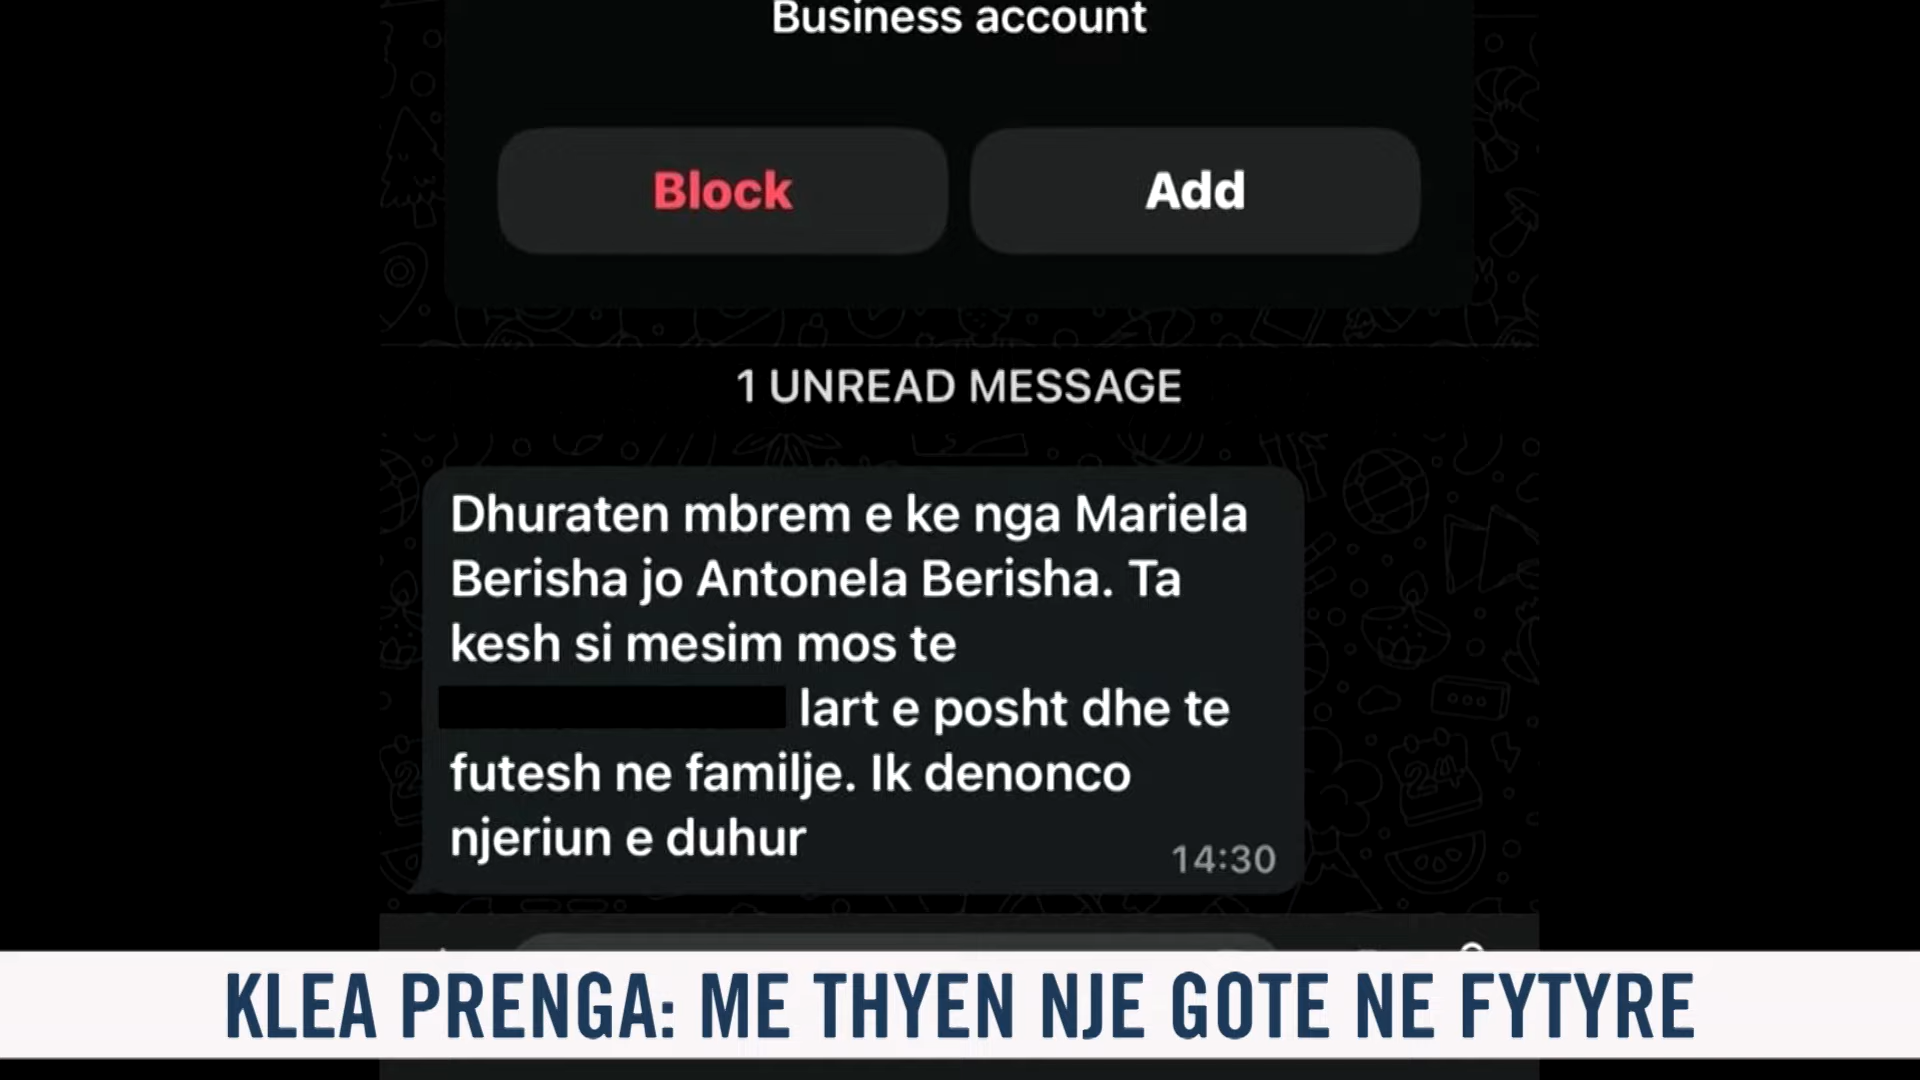 Business account
Block
Add
1 UNREAD MESSAGE
Dhuraten mbrem e ke nga Mariela
Berisha jo Antonela Berisha. Ta
kesh si mesim mos te
lart e posht dhe te
futesh ne familje. Ik denonco
njeriun e duhur
14:30
KLEA PRENGA: ME THYEN NJE GOTE NE FYTYRE